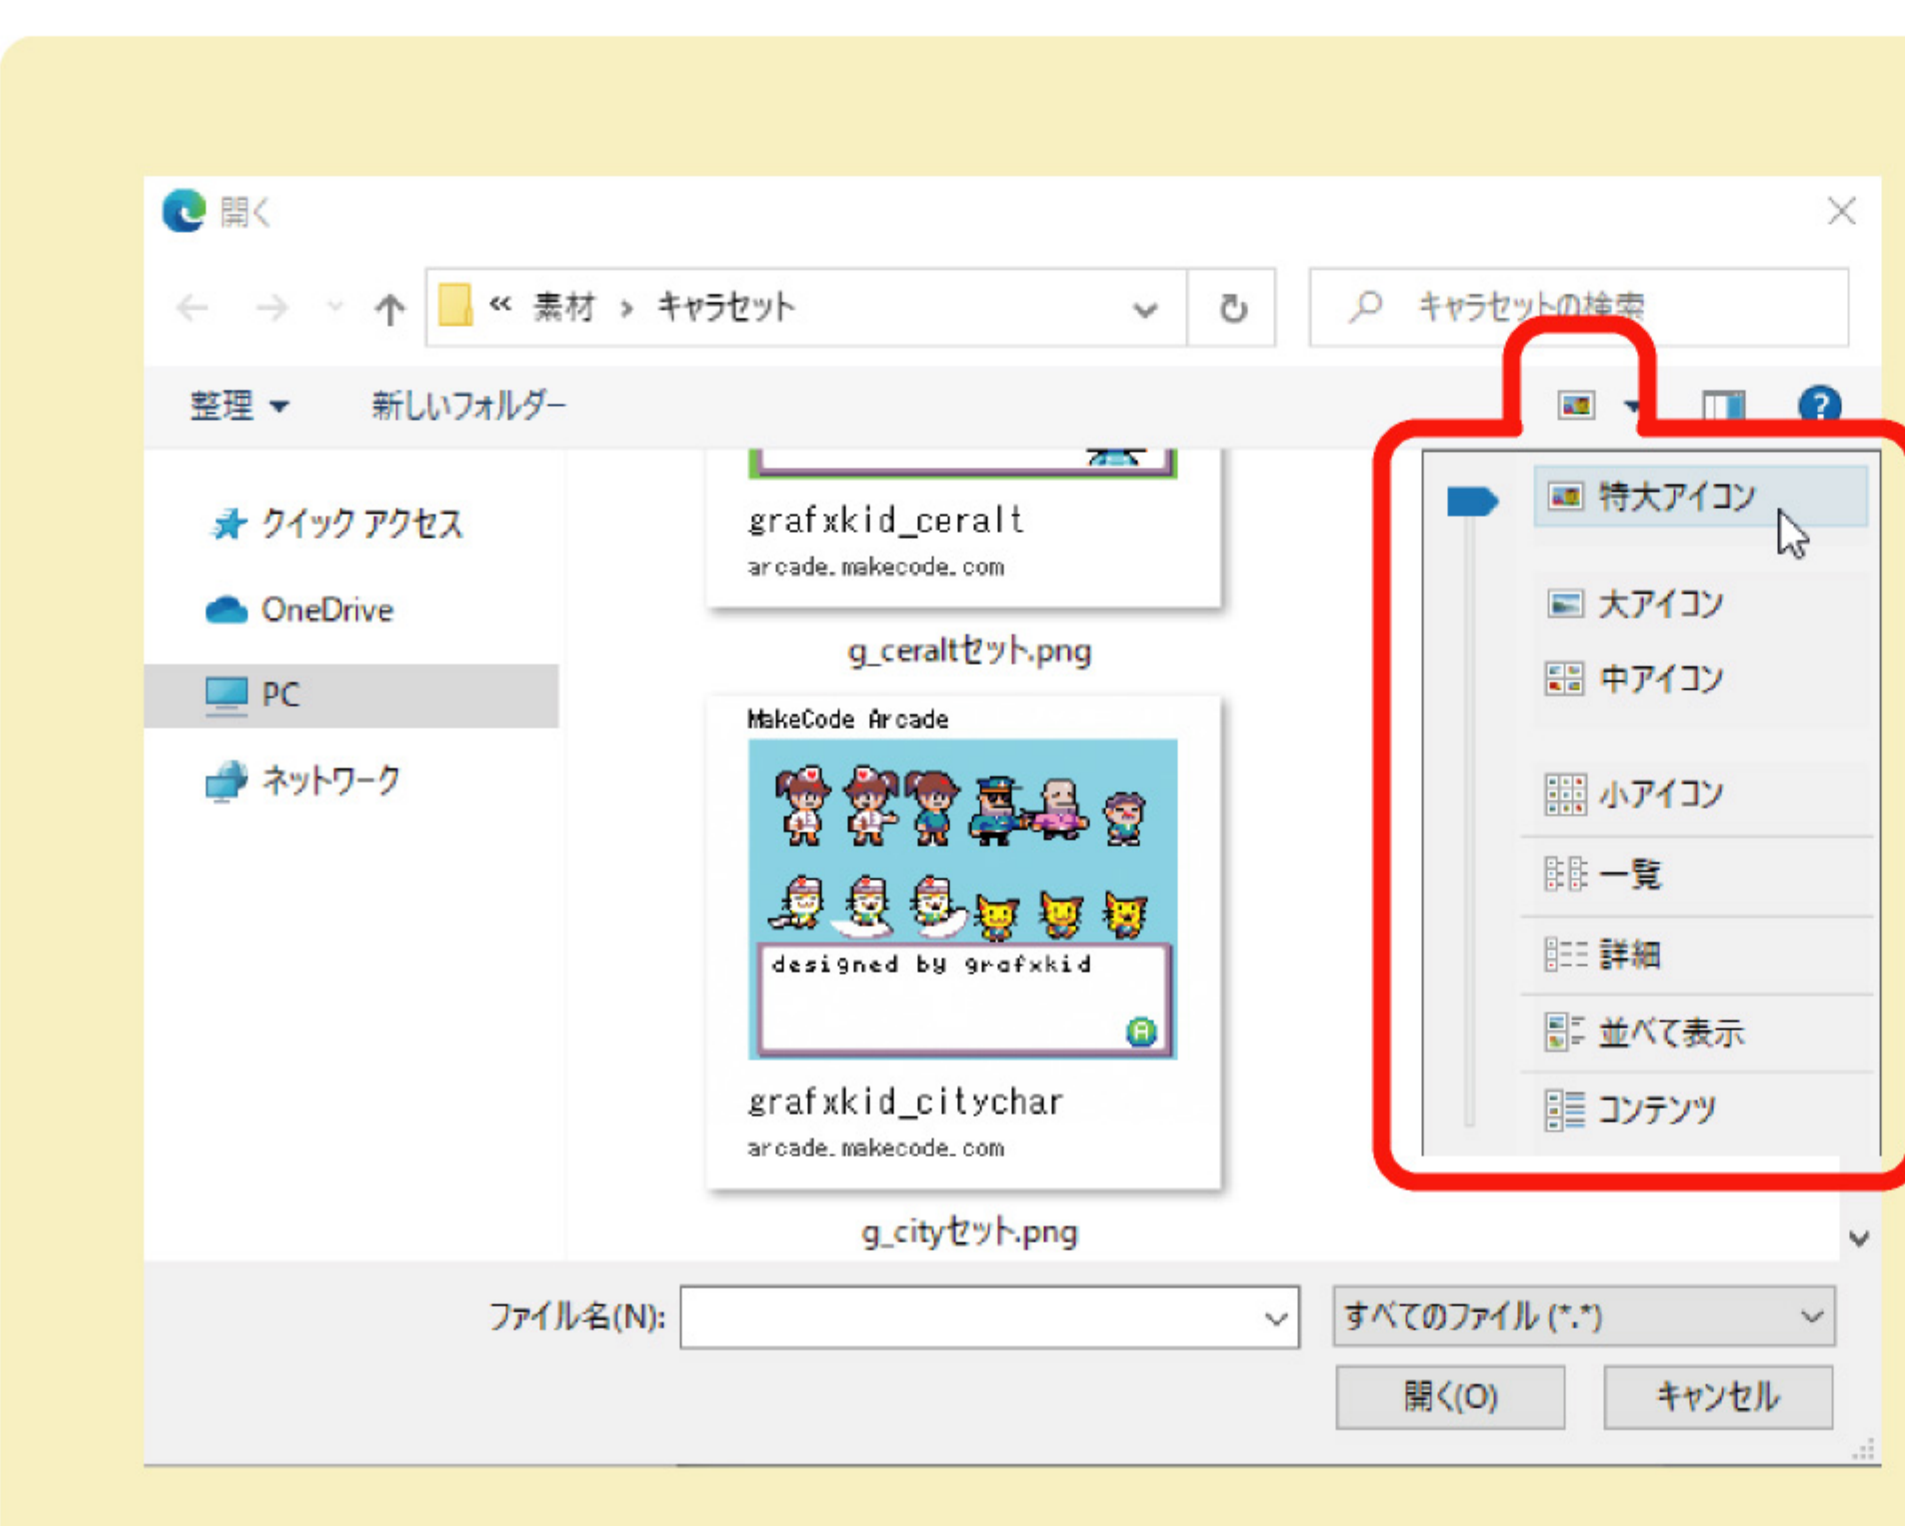 開く
« 素材 › キャラセット
キャラセットの検索
整理
新しいフォルダー
クイック アクセス
OneDrive
PC
ネットワーク
grafxkid_ceralt
arcade.makecode.com
g_ceraltセット.png
MakeCode Arcade
designed by grafxkid
A
grafxkid_citychar
arcade.makecode.com
g_cityセット.png
特大アイコン
大アイコン
中アイコン
小アイコン
一覧
詳細
並べて表示
コンテンツ
ファイル名(N):
すべてのファイル (*.*)
開く(O)
キャンセル